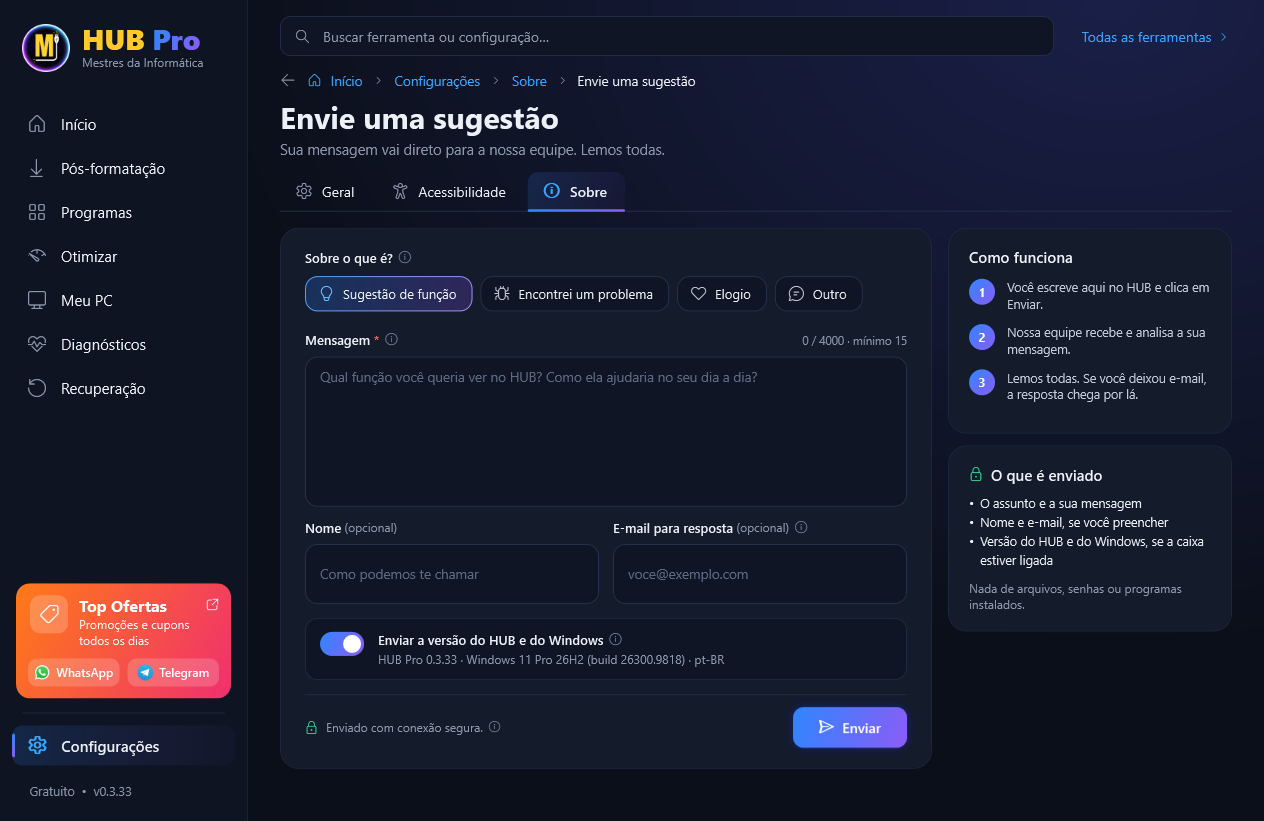 HUB Pro
Mestres da Informática
Início
Pós-formatação
Programas
Otimizar
Meu PC
Diagnósticos
Recuperação
Top Ofertas
Promoções e cupons
todos os dias
WhatsApp
Telegram
Configurações
Gratuito • v0.3.33
Buscar ferramenta ou configuração...
Todas as ferramentas
Início
Configurações
Sobre
Envie uma sugestão
Envie uma sugestão
Sua mensagem vai direto para a nossa equipe. Lemos todas.
Geral
Acessibilidade
Sobre
Sobre o que é?
Sugestão de função
Encontrei um problema
Elogio
Outro
Mensagem *
0 / 4000 · mínimo 15
Qual função você queria ver no HUB? Como ela ajudaria no seu dia a dia?
Nome (opcional)
Como podemos te chamar
E-mail para resposta (opcional)
voce@exemplo.com
Enviar a versão do HUB e do Windows
HUB Pro 0.3.33 · Windows 11 Pro 26H2 (build 26300.9818) · pt-BR
Enviado com conexão segura.
Enviar
Como funciona
1 Você escreve aqui no HUB e clica em
Enviar.
2 Nossa equipe recebe e analisa a sua
mensagem.
3 Lemos todas. Se você deixou e-mail,
a resposta chega por lá.
O que é enviado
• O assunto e a sua mensagem
• Nome e e-mail, se você preencher
• Versão do HUB e do Windows, se a caixa
estiver ligada
Nada de arquivos, senhas ou programas
instalados.